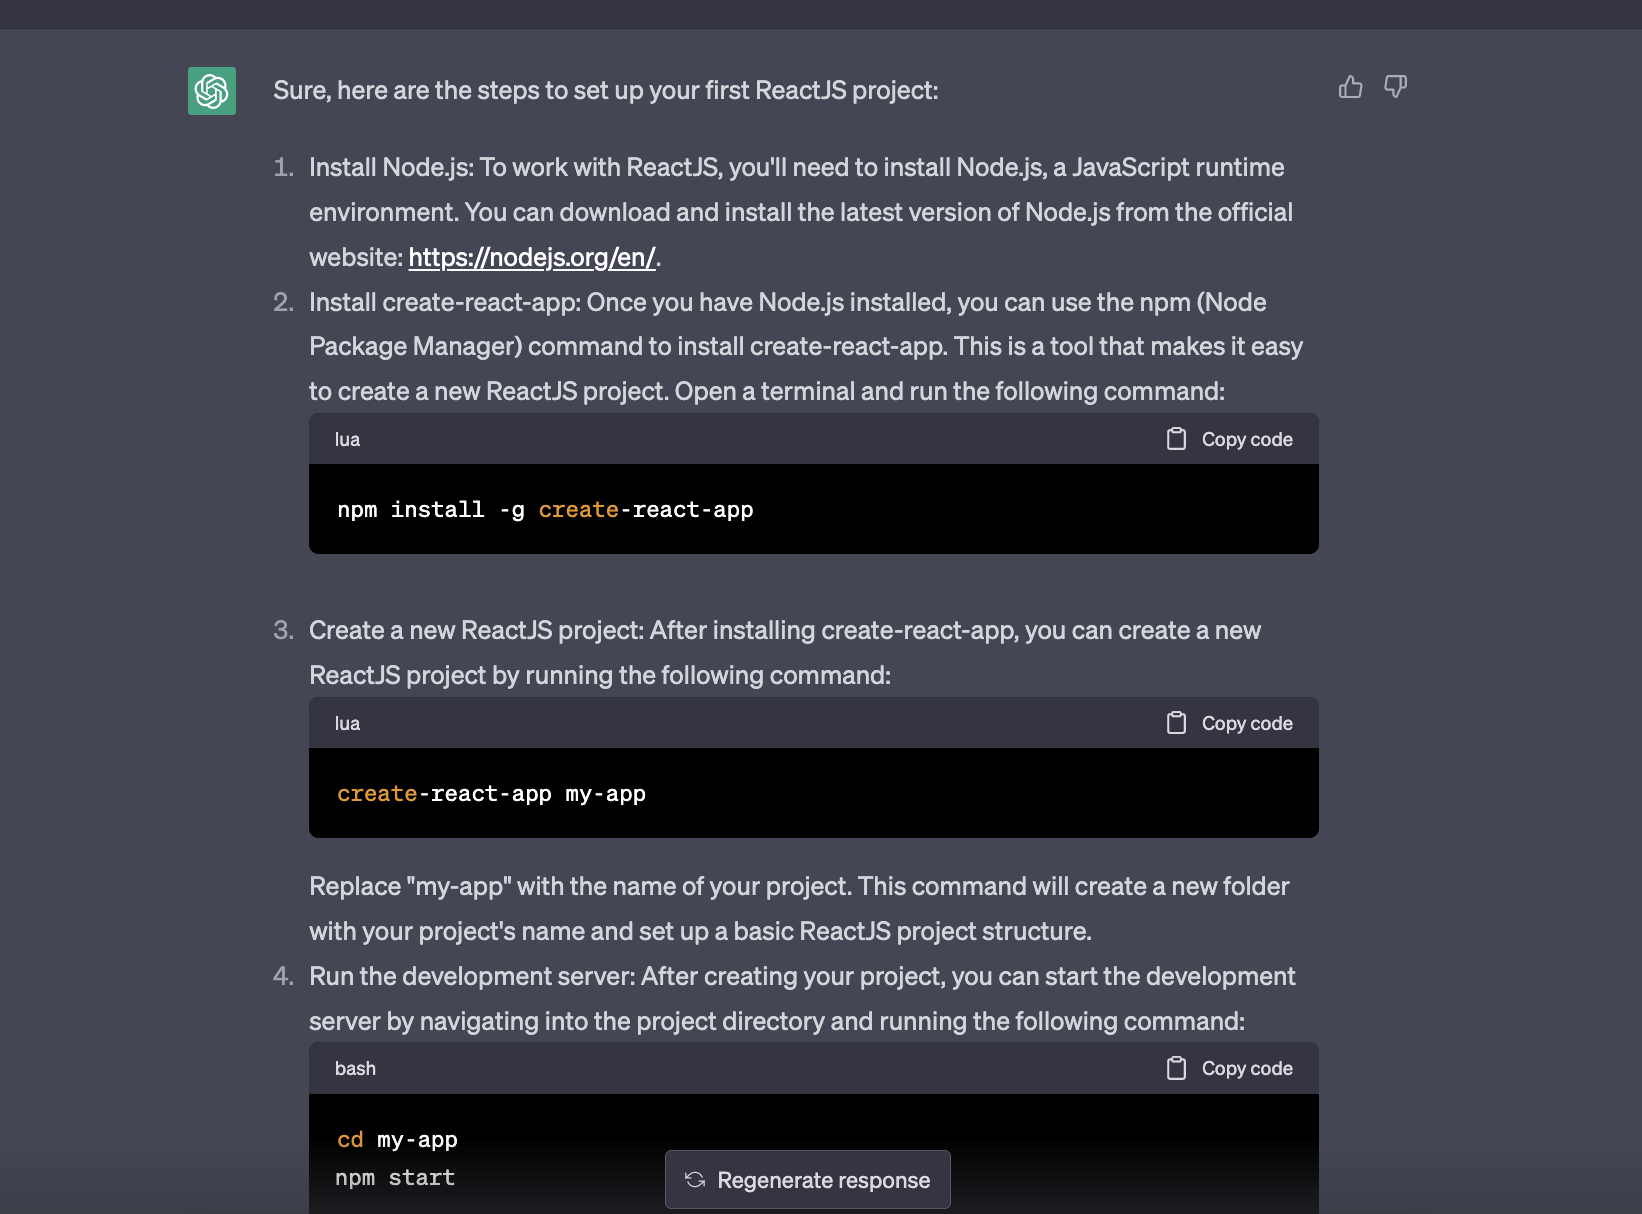 Sure, here are the steps to set up your first ReactJS project:
1. Install Node.js: To work with ReactJS, you'll need to install Node.js, a JavaScript runtime
environment. You can download and install the latest version of Node.js from the official
website: https://nodejs.org/en/.
2. Install create-react-app: Once you have Node.js installed, you can use the npm (Node
Package Manager) command to install create-react-app. This is a tool that makes it easy
to create a new ReactJS project. Open a terminal and run the following command:
lua Copy code
npm install -g create-react-app
3. Create a new ReactJS project: After installing create-react-app, you can create a new
ReactJS project by running the following command:
lua Copy code
create-react-app my-app
Replace "my-app" with the name of your project. This command will create a new folder
with your project's name and set up a basic ReactJS project structure.
4. Run the development server: After creating your project, you can start the development
server by navigating into the project directory and running the following command:
bash Copy code
cd my-app
npm start
Regenerate response